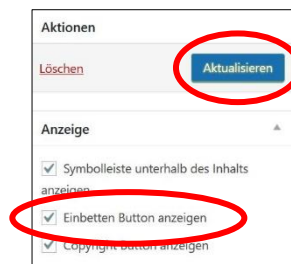 Aktionen
Löschen Aktualisieren
Anzeige
Symbolleiste unterhalb des Inhalts
anzeigen
Einbetten Button anzeigen
Copyright Button anzeigen